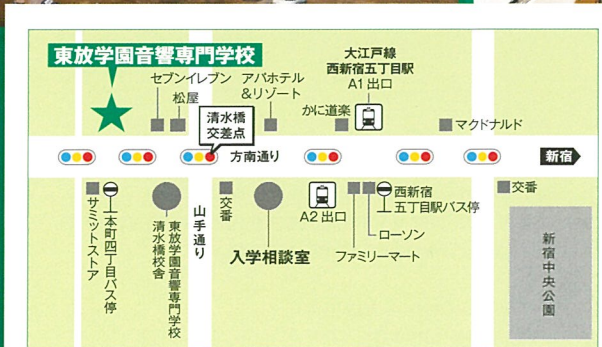 東放学園音響専門学校
大江戸線
西新宿五丁目駅
A1 出口
セブンイレブン
松屋
アパホテル
&リゾート
かに道楽
マクドナルド
清水橋
交差点
方南通り
新宿
サミットストア
本町四丁目バス停
東放学園音響専門学校
清水橋校舎
山手通り
交番
入学相談室
A2 出口
ファミリーマート
ローソン
西新宿
五丁目駅バス停
交番
新宿中央公園